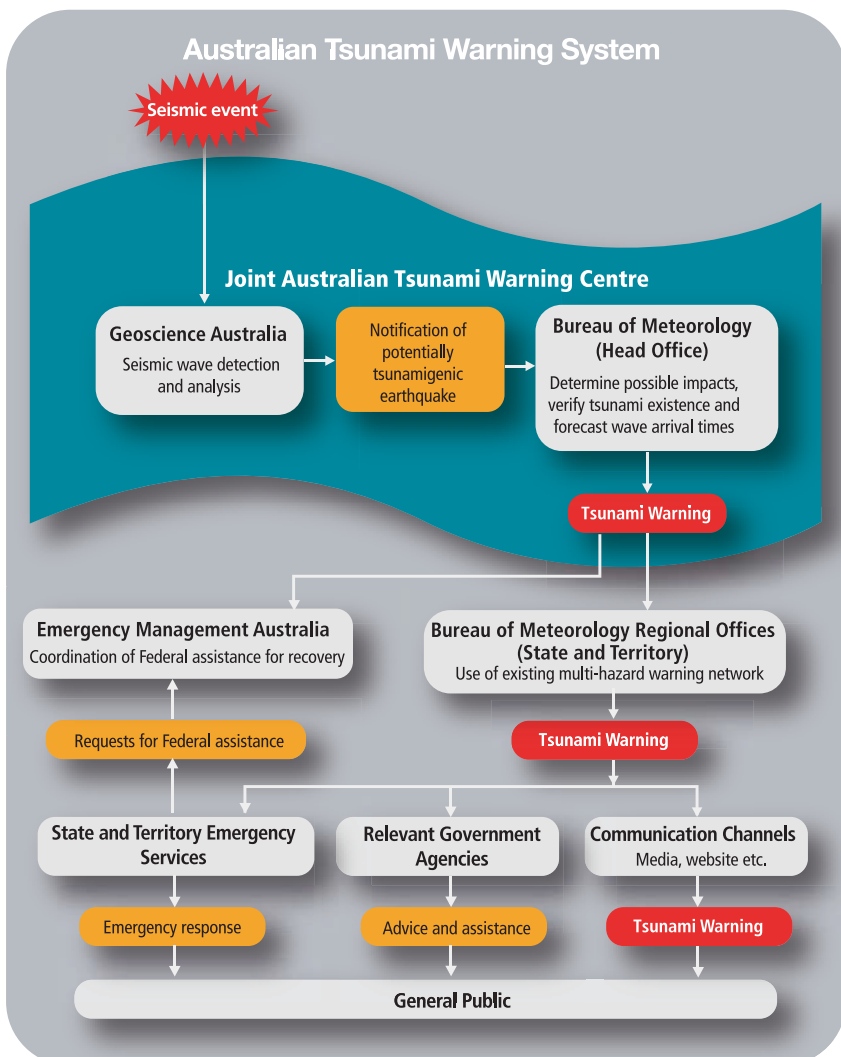 Australian Tsunami Warning System
Seismic event
Joint Australian Tsunami Warning Centre
Geoscience Australia
Seismic wave detection
and analysis
Notification of
potentially
tsunamigenic
earthquake
Bureau of Meteorology
(Head Office)
Determine possible impacts,
verify tsunami existence and
forecast wave arrival times
Tsunami Warning
Emergency Management Australia
Coordination of Federal assistance for recovery
Bureau of Meteorology Regional Offices
(State and Territory)
Use of existing multi-hazard warning network
Requests for Federal assistance
Tsunami Warning
State and Territory Emergency
Services
Relevant Government
Agencies
Communication Channels
Media, website etc.
Emergency response
Advice and assistance
Tsunami Warning
General Public